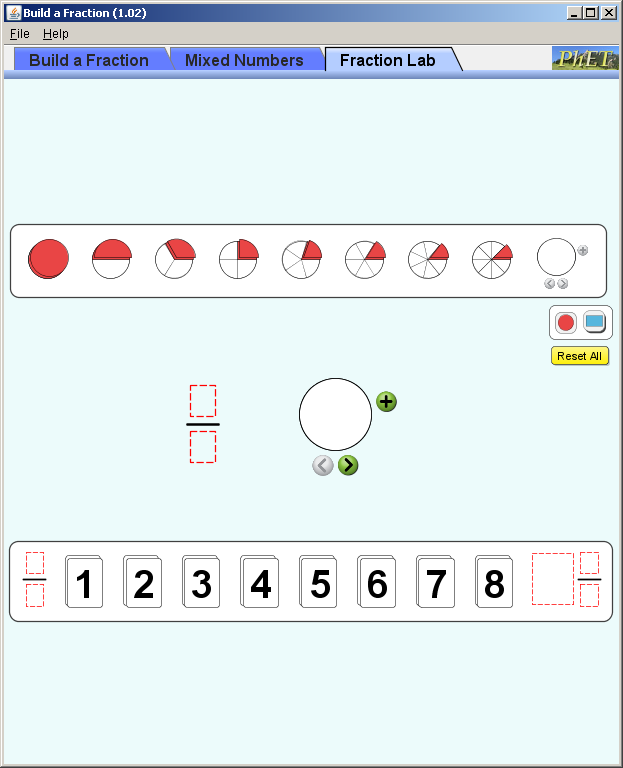 Build a Fraction (1.02)
File Help
Build a Fraction Mixed Numbers Fraction Lab PhET
Reset All
1 2 3 4 5 6 7 8